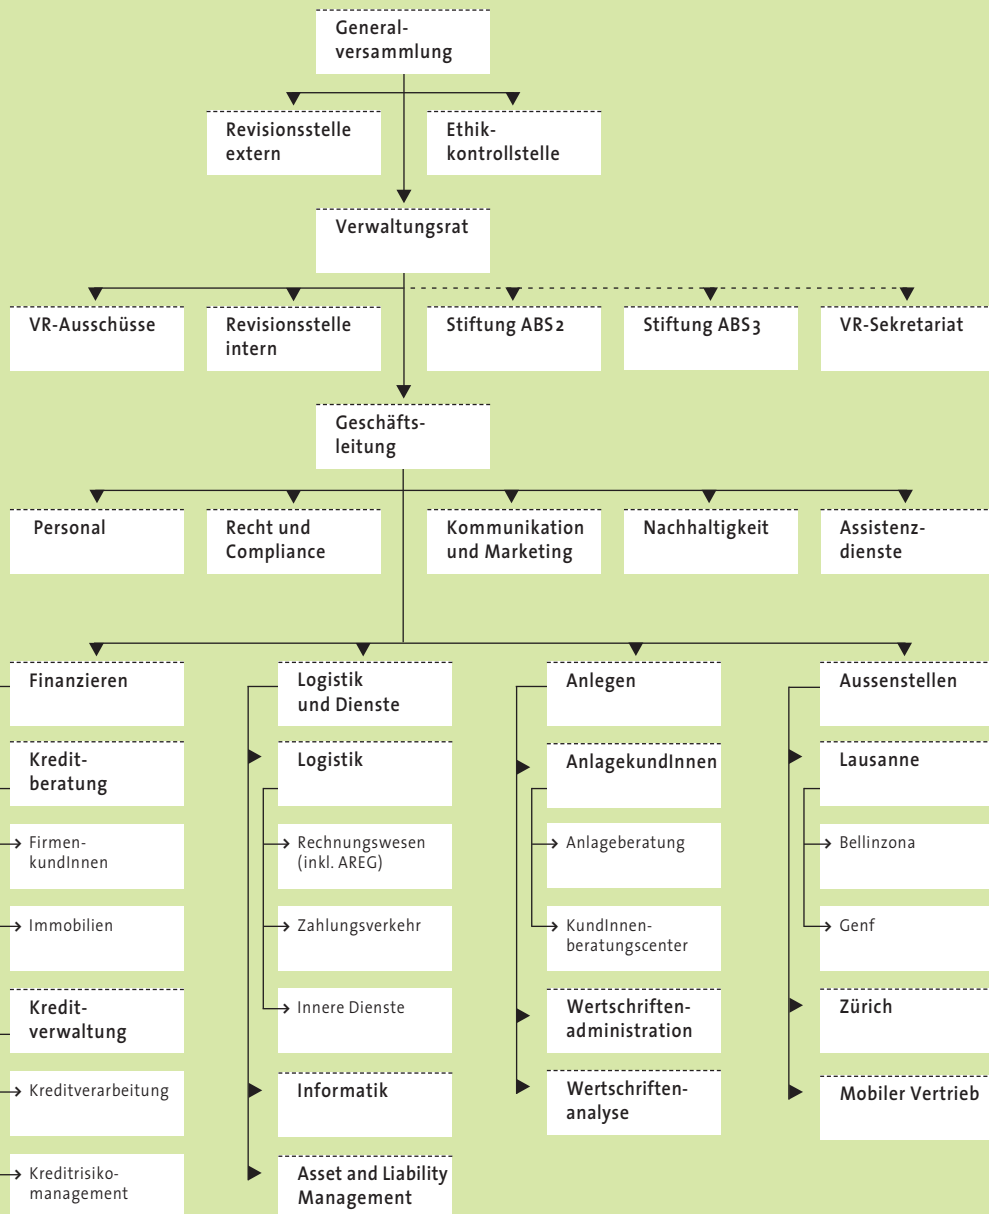 General-
versammlung
Revisionsstelle
extern
Ethik-
kontrollstelle
Verwaltungsrat
VR-Ausschüsse
Revisionsstelle
intern
Stiftung ABS2
Stiftung ABS3
VR-Sekretariat
Geschäfts-
leitung
Personal
Recht und
Compliance
Kommunikation
und Marketing
Nachhaltigkeit
Assistenz-
dienste
Finanzieren
Kredit-
beratung
Firmen-
kundInnen
Immobilien
Kredit-
verwaltung
Kreditverarbeitung
Kreditrisiko-
management
Logistik
und Dienste
Logistik
Rechnungswesen
(inkl. AREG)
Zahlungsverkehr
Innere Dienste
Informatik
Asset and Liability
Management
Anlegen
AnlagekundInnen
Anlageberatung
KundInnen-
beratungscenter
Wertschriften-
administration
Wertschriften-
analyse
Aussenstellen
Lausanne
Bellinzona
Genf
Zürich
Mobiler Vertrieb